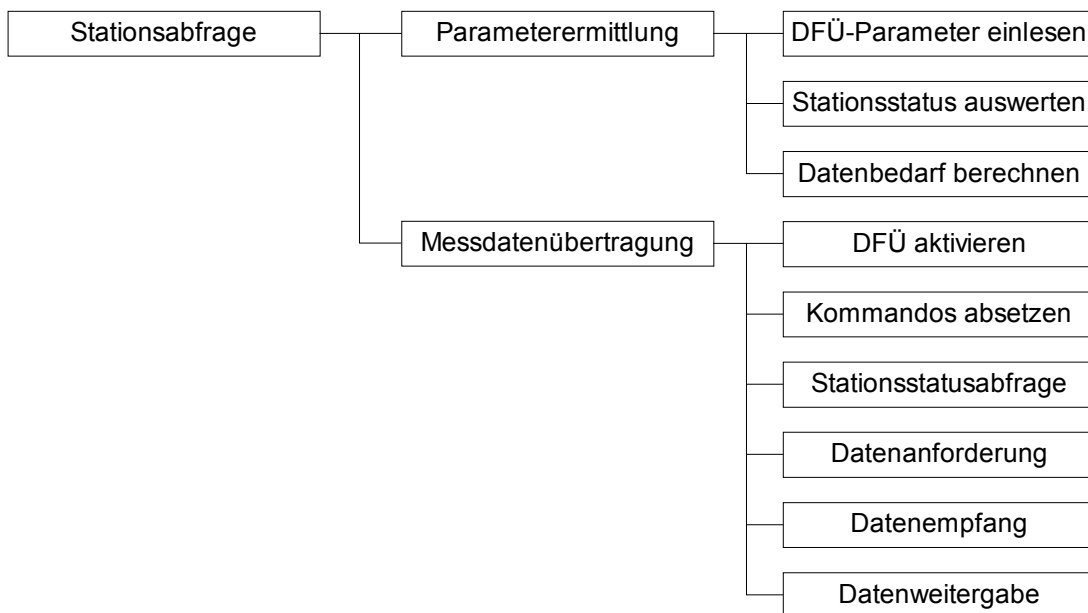 Stationsabfrage
Parameterermittlung
DFÜ-Parameter einlesen
Stationsstatus auswerten
Datenbedarf berechnen
Messdatenübertragung
DFÜ aktivieren
Kommandos absetzen
Stationsstatusabfrage
Datenanforderung
Datenempfang
Datenweitergabe